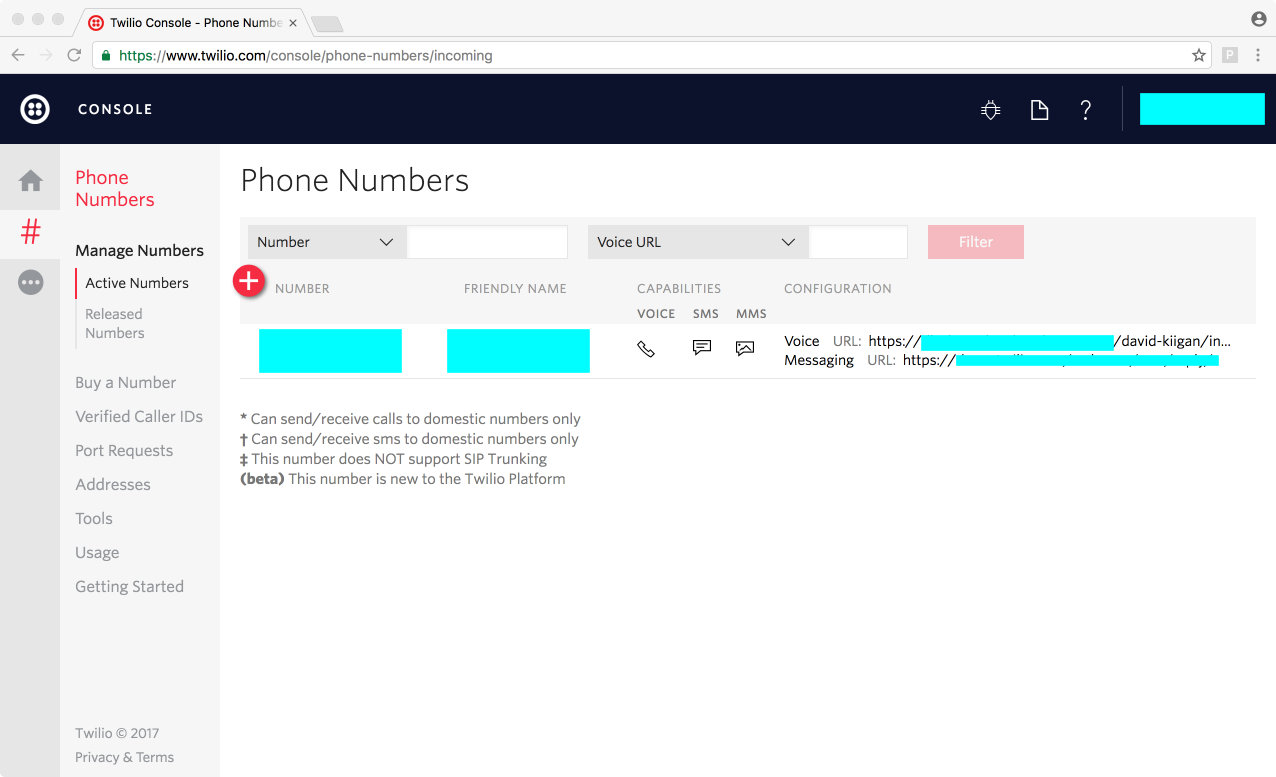 Twilio Console - Phone Numbe
https://www.twilio.com/console/phone-numbers/incoming
P
CONSOLE
?
Phone
Numbers
#
Manage Numbers
Active Numbers
Released
Numbers
Buy a Number
Verified Caller IDs
Port Requests
Addresses
Tools
Usage
Getting Started
Twilio © 2017
Privacy & Terms
Phone Numbers
Number
Voice URL
Filter
NUMBER FRIENDLY NAME CAPABILITIES CONFIGURATION
VOICE SMS MMS
Voice URL: https:// /david-kiigan/in...
Messaging URL: https://
* Can send/receive calls to domestic numbers only
† Can send/receive sms to domestic numbers only
‡ This number does NOT support SIP Trunking
(beta) This number is new to the Twilio Platform